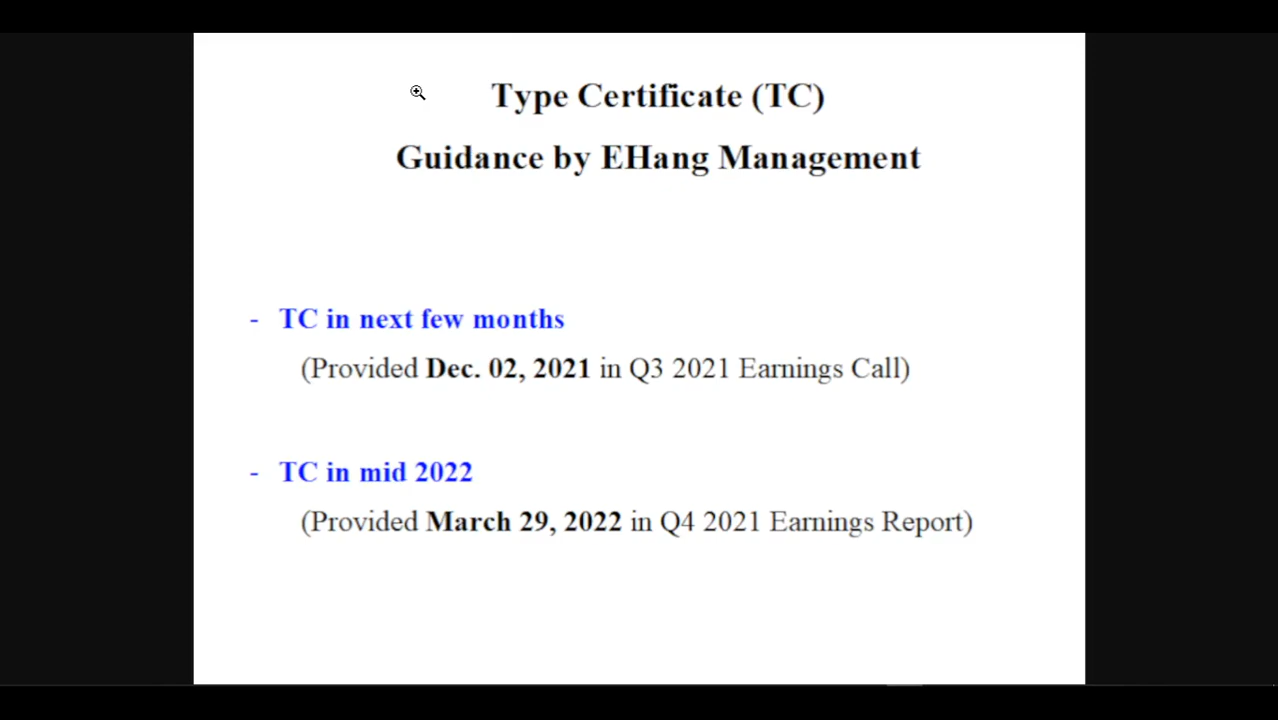 Type Certificate (TC)
Guidance by EHang Management
- TC in next few months
(Provided Dec. 02, 2021 in Q3 2021 Earnings Call)
- TC in mid 2022
(Provided March 29, 2022 in Q4 2021 Earnings Report)